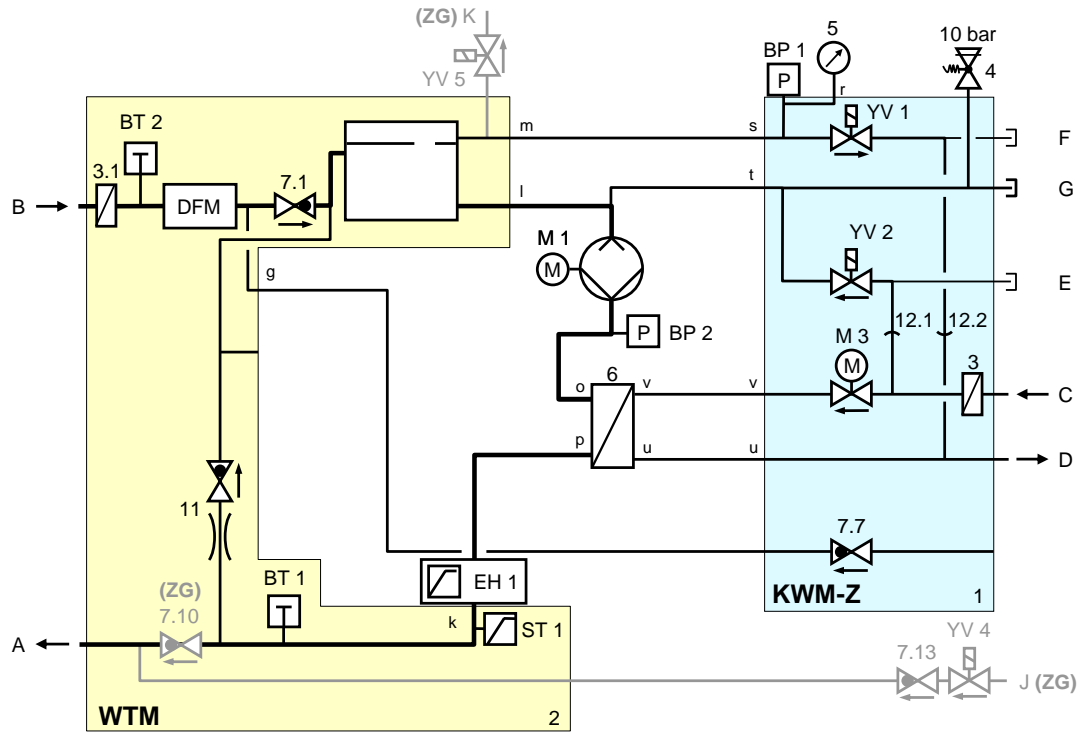 (ZG) K
YV 5
5
BP 1
P
r
10 bar
4
BT 2
T
3.1
B
DFM
7.1
m
s
YV 1
F
l
t
G
g
M 1
M
YV 2
E
P
BP 2
12.1
12.2
M 3
M
3
o
6
v
v
C
p
u
u
D
11
7.7
(ZG)
7.10
BT 1
T
EH 1
KWM-Z
1
A
k
ST 1
YV 4
7.13
J (ZG)
WTM
2